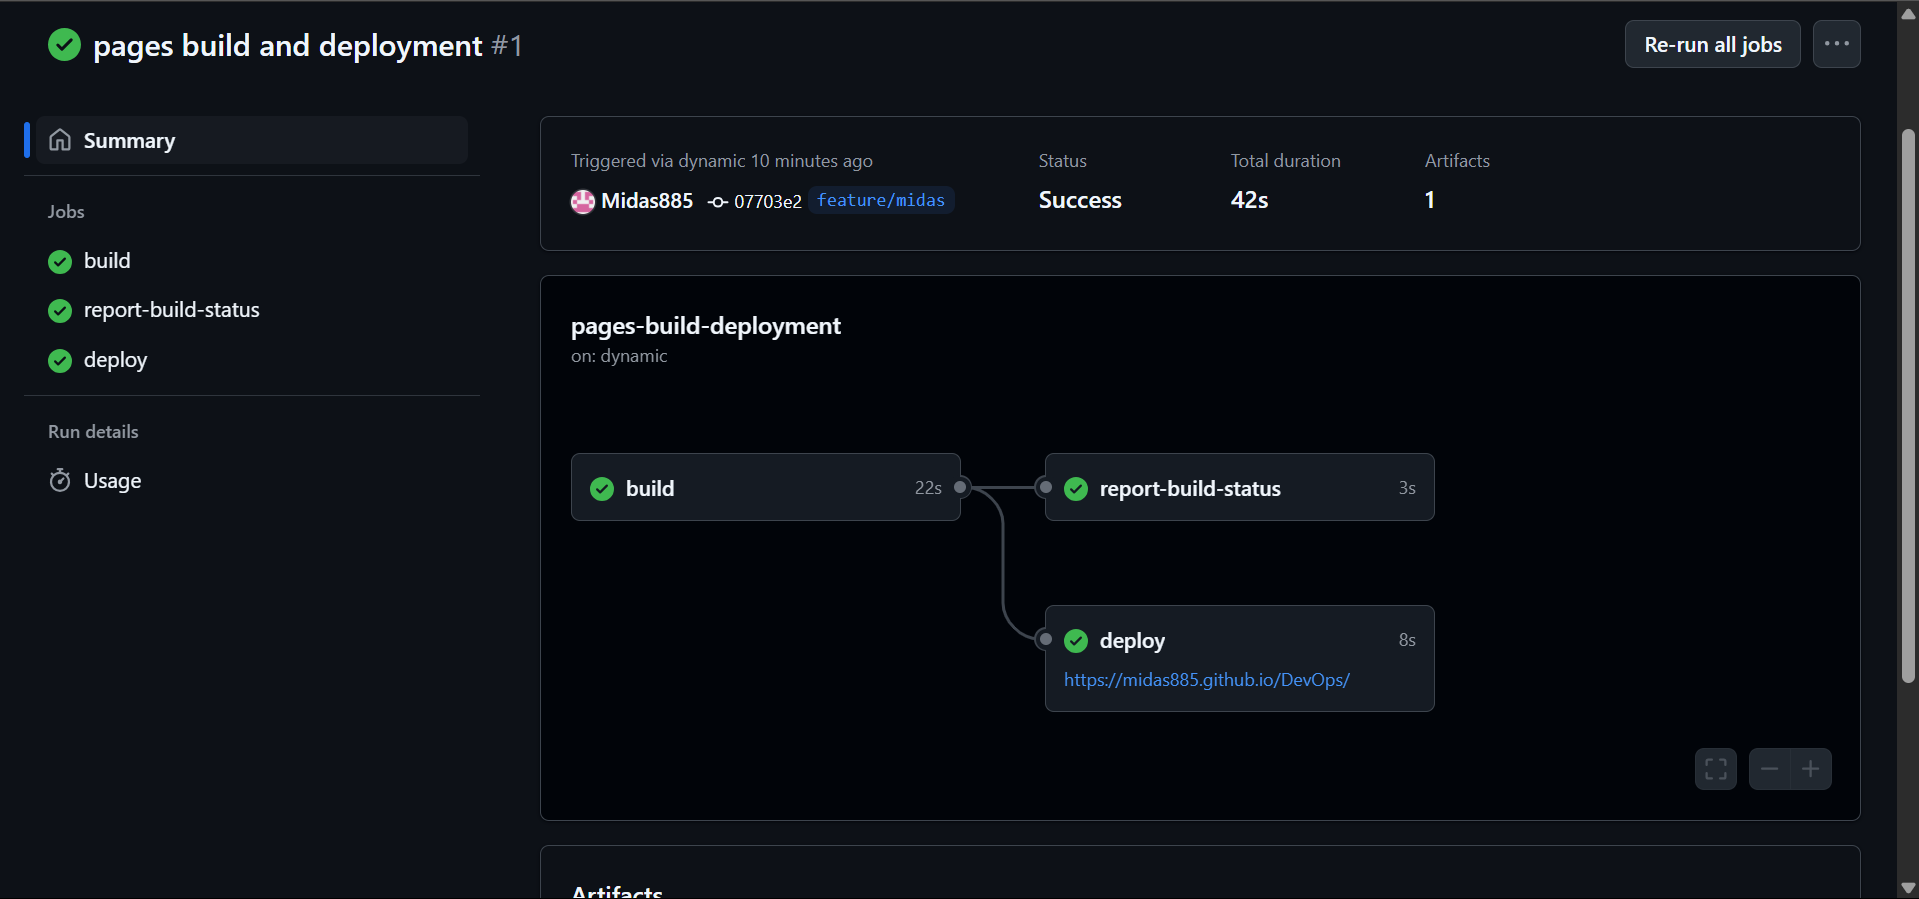 pages build and deployment #1
Re-run all jobs
Summary
Jobs
build
report-build-status
deploy
Run details
Usage
Triggered via dynamic 10 minutes ago
Midas885 07703e2 feature/midas
Status
Success
Total duration
42s
Artifacts
1
pages-build-deployment
on: dynamic
build 22s
report-build-status 3s
deploy 8s
https://midas885.github.io/DevOps/
Artifacts